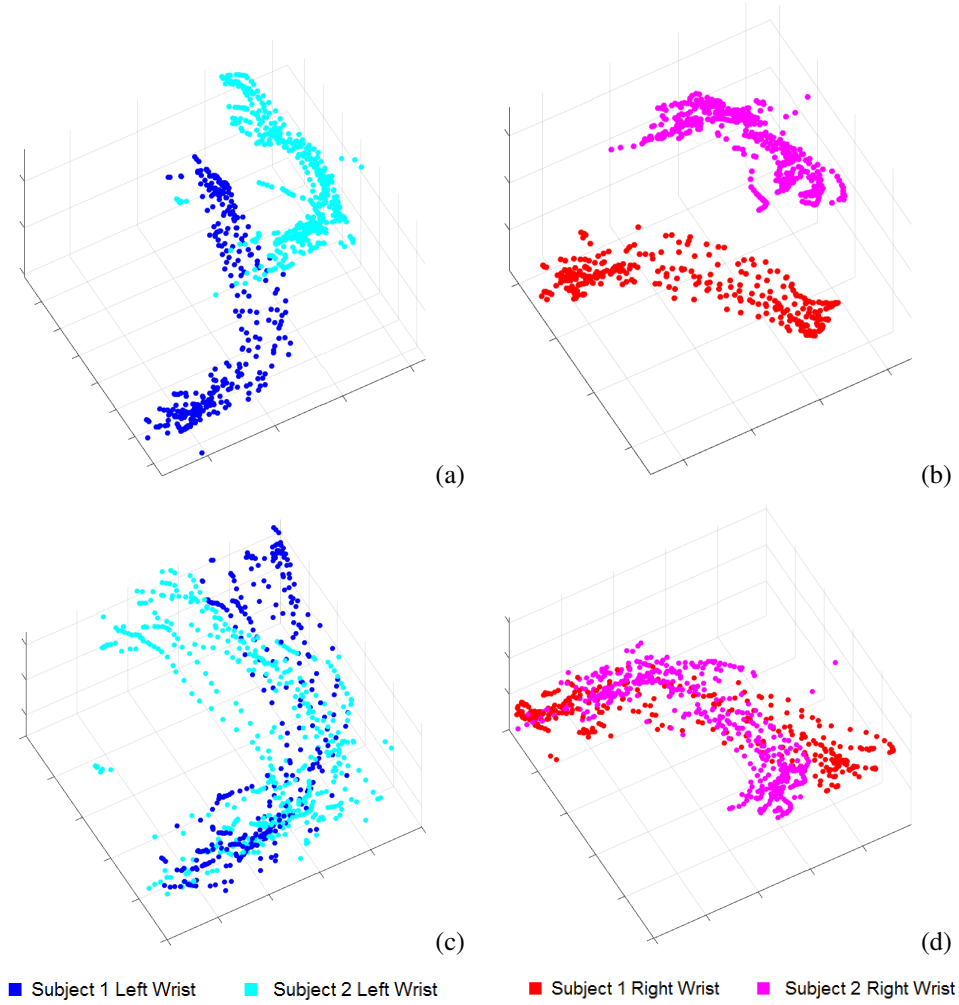 (a)
(b)
(c)
(d)
Subject 1 Left Wrist
Subject 2 Left Wrist
Subject 1 Right Wrist
Subject 2 Right Wrist